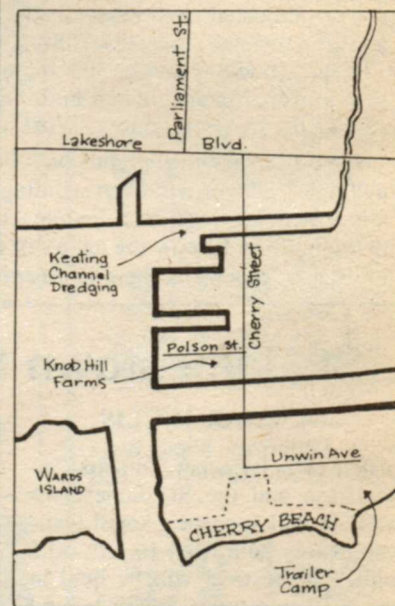 Parliament St.
Lakeshore Blvd.
Keating
Channel
Dredging
Cherry Street
Polson St.
Knob Hill
Farms
WARDS
ISLAND
Unwin Ave
CHERRY BEACH
Trailer
Camp